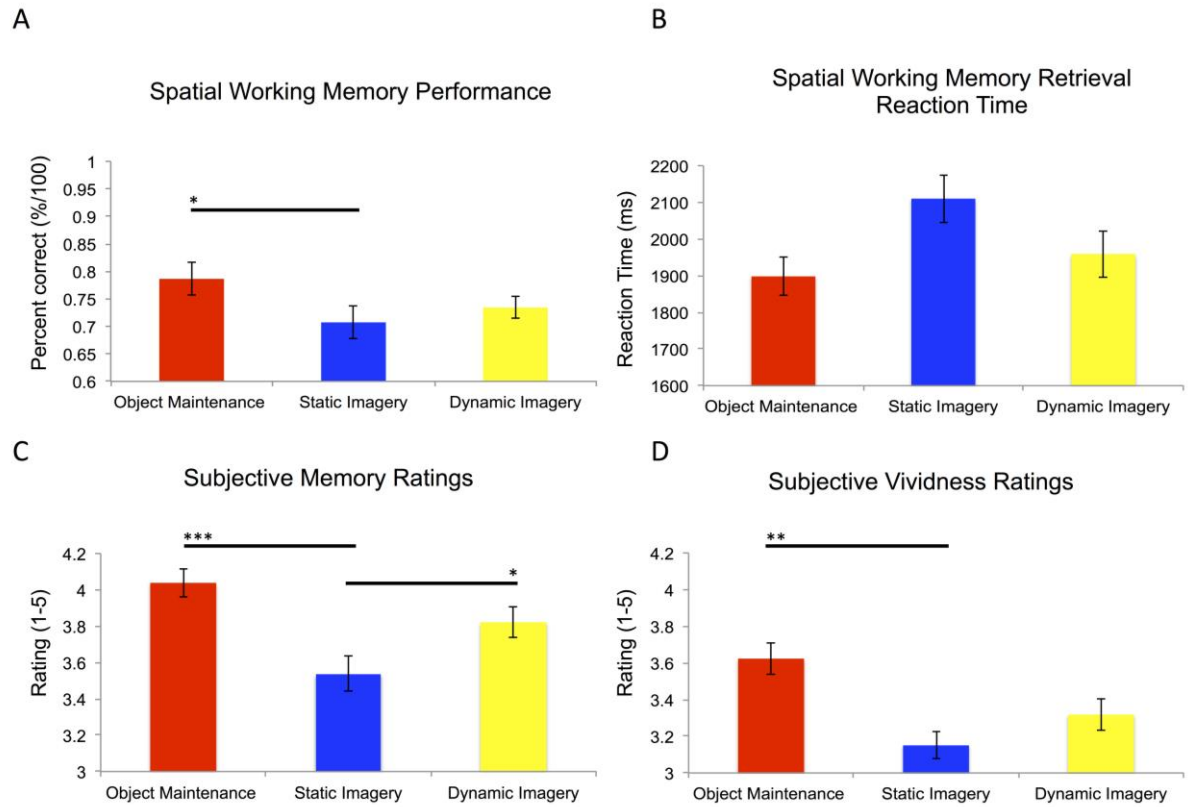 A
Spatial Working Memory Performance
Percent correct (%/100)
1
0.95
0.9
0.85
0.8
0.75
0.7
0.65
0.6
*
Object Maintenance
Static Imagery
Dynamic Imagery
B
Spatial Working Memory Retrieval
Reaction Time
Reaction Time (ms)
2200
2100
2000
1900
1800
1700
1600
Object Maintenance
Static Imagery
Dynamic Imagery
C
Subjective Memory Ratings
Rating (1-5)
4.2
4
3.8
3.6
3.4
3.2
3
***
*
Object Maintenance
Static Imagery
Dynamic Imagery
D
Subjective Vividness Ratings
Rating (1-5)
4.2
4
3.8
3.6
3.4
3.2
3
**
Object Maintenance
Static Imagery
Dynamic Imagery